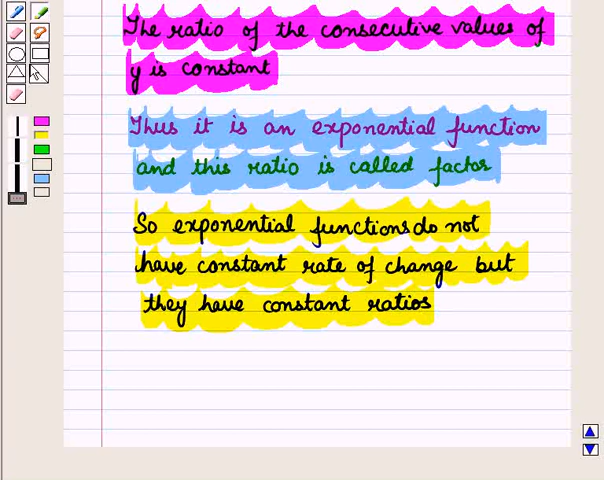 The ratio of the consecutive values of
y is constant
Thus it is an exponential function
and this ratio is called factor
So exponential functions do not
have constant rate of change but
they have constant ratios